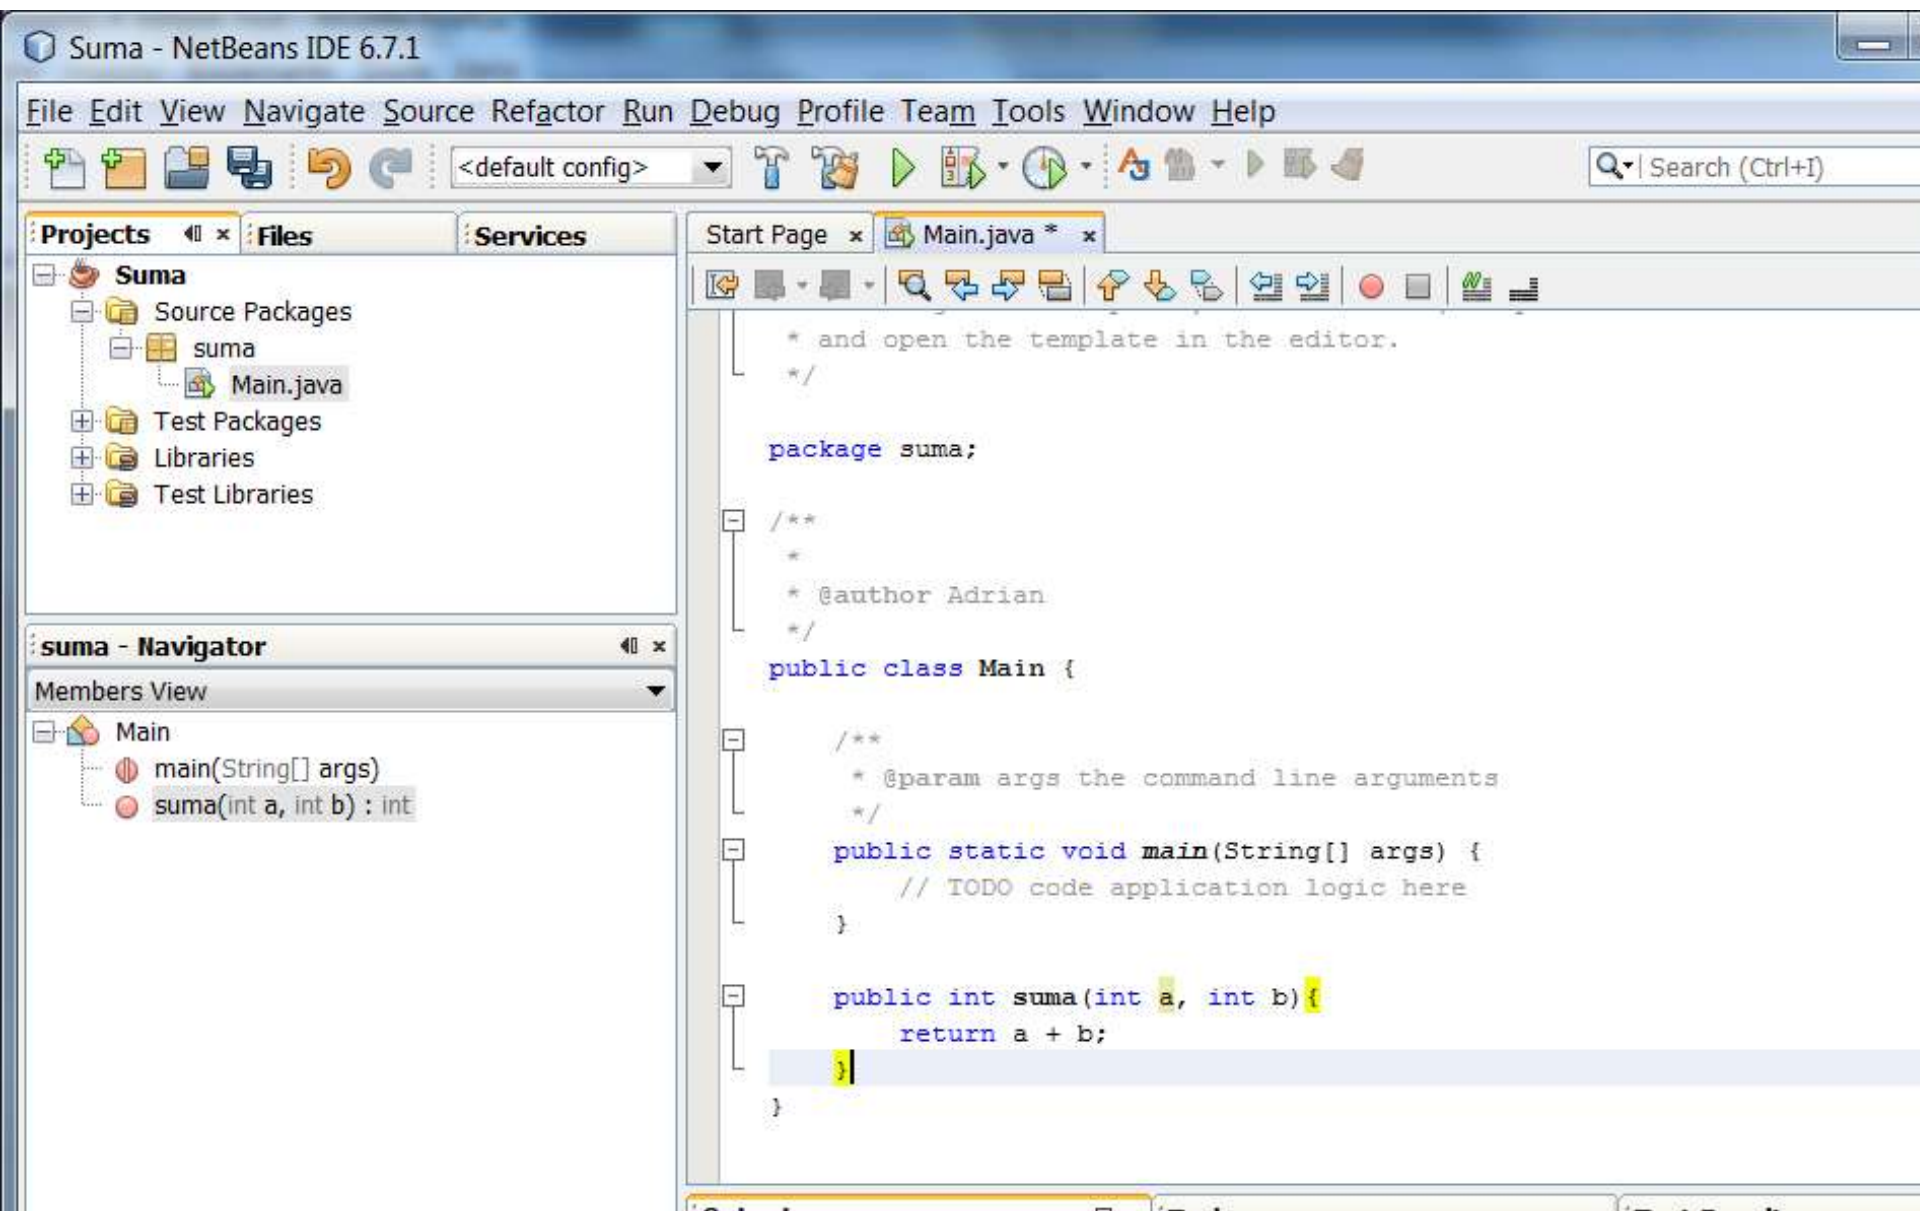 Suma - NetBeans IDE 6.7.1
File Edit View Navigate Source Refactor Run Debug Profile Team Tools Window Help
<default config>
Search (Ctrl+I)
Projects
Files
Services
Suma
Source Packages
suma
Main.java
Test Packages
Libraries
Test Libraries
suma - Navigator
Members View
Main
main(String[] args)
suma(int a, int b) : int
Start Page
Main.java *
* and open the template in the editor.
*/
package suma;
/**
*
* @author Adrian
*/
public class Main {
/**
* @param args the command line arguments
*/
public static void main(String[] args) {
// TODO code application logic here
}
public int suma(int a, int b){
return a + b;
}
}